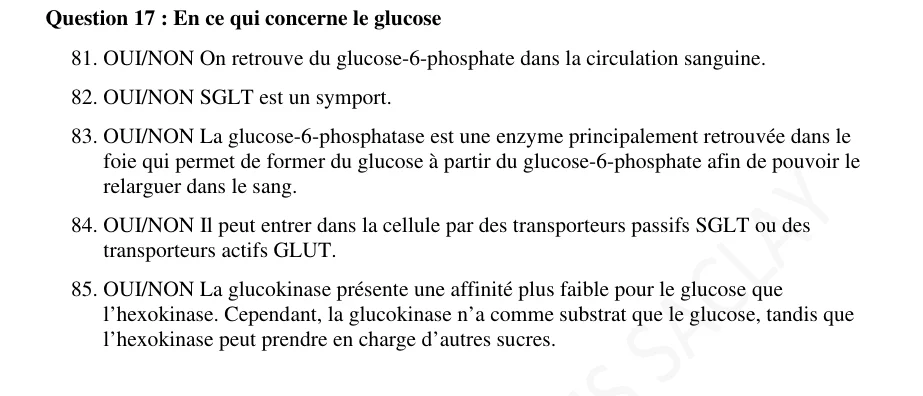 Question 17 : En ce qui concerne le glucose
81. OUI/NON On retrouve du glucose-6-phosphate dans la circulation sanguine.
82. OUI/NON SGLT est un symport.
83. OUI/NON La glucose-6-phosphatase est une enzyme principalement retrouvée dans le
foie qui permet de former du glucose à partir du glucose-6-phosphate afin de pouvoir le
relarguer dans le sang.
84. OUI/NON Il peut entrer dans la cellule par des transporteurs passifs SGLT ou des
transporteurs actifs GLUT.
85. OUI/NON La glucokinase présente une affinité plus faible pour le glucose que
l’hexokinase. Cependant, la glucokinase n’a comme substrat que le glucose, tandis que
l’hexokinase peut prendre en charge d’autres sucres.
SACLAY